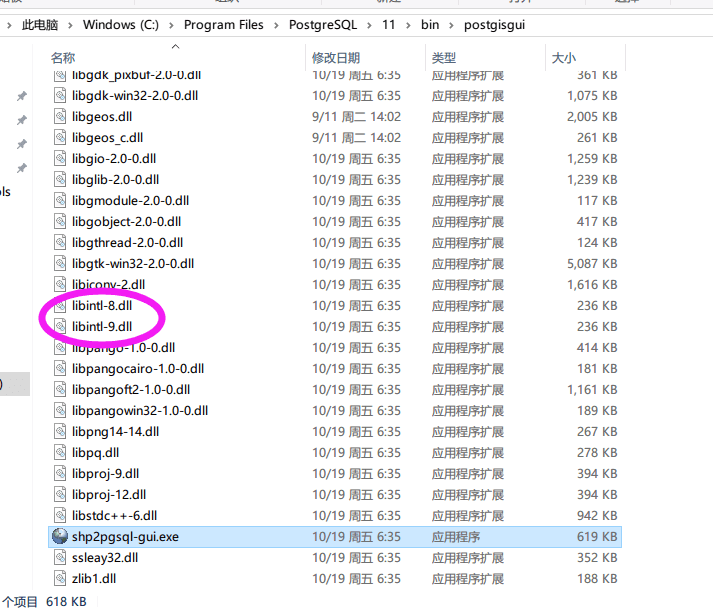 此电脑 › Windows (C:) › Program Files › PostgreSQL › 11 › bin › postgisgui
名称 修改日期 类型 大小
libgdk_pixbuf-2.0-0.dll 10/19 周五 6:35 应用程序扩展 361 KB
libgdk-win32-2.0-0.dll 10/19 周五 6:35 应用程序扩展 1,075 KB
libgeos.dll 9/11 周二 14:02 应用程序扩展 2,005 KB
libgeos_c.dll 9/11 周二 14:02 应用程序扩展 261 KB
libgio-2.0-0.dll 10/19 周五 6:35 应用程序扩展 1,259 KB
libglib-2.0-0.dll 10/19 周五 6:35 应用程序扩展 1,239 KB
libgmodule-2.0-0.dll 10/19 周五 6:35 应用程序扩展 117 KB
libgobject-2.0-0.dll 10/19 周五 6:35 应用程序扩展 417 KB
libgthread-2.0-0.dll 10/19 周五 6:35 应用程序扩展 124 KB
libgtk-win32-2.0-0.dll 10/19 周五 6:35 应用程序扩展 5,087 KB
libiconv-2.dll 10/19 周五 6:35 应用程序扩展 1,616 KB
libintl-8.dll 10/19 周五 6:35 应用程序扩展 236 KB
libintl-9.dll 10/19 周五 6:35 应用程序扩展 236 KB
libpango-1.0-0.dll 10/19 周五 6:35 应用程序扩展 414 KB
libpangocairo-1.0-0.dll 10/19 周五 6:35 应用程序扩展 181 KB
libpangoft2-1.0-0.dll 10/19 周五 6:35 应用程序扩展 1,161 KB
libpangowin32-1.0-0.dll 10/19 周五 6:35 应用程序扩展 189 KB
libpng14-14.dll 10/19 周五 6:35 应用程序扩展 267 KB
libpq.dll 10/19 周五 6:35 应用程序扩展 278 KB
libproj-9.dll 10/19 周五 6:35 应用程序扩展 394 KB
libproj-12.dll 10/19 周五 6:35 应用程序扩展 394 KB
libstdc++-6.dll 10/19 周五 6:35 应用程序扩展 942 KB
shp2pgsql-gui.exe 10/19 周五 6:35 应用程序 619 KB
ssleay32.dll 10/19 周五 6:35 应用程序扩展 352 KB
zlib1.dll 10/19 周五 6:35 应用程序扩展 188 KB
个项目 618 KB